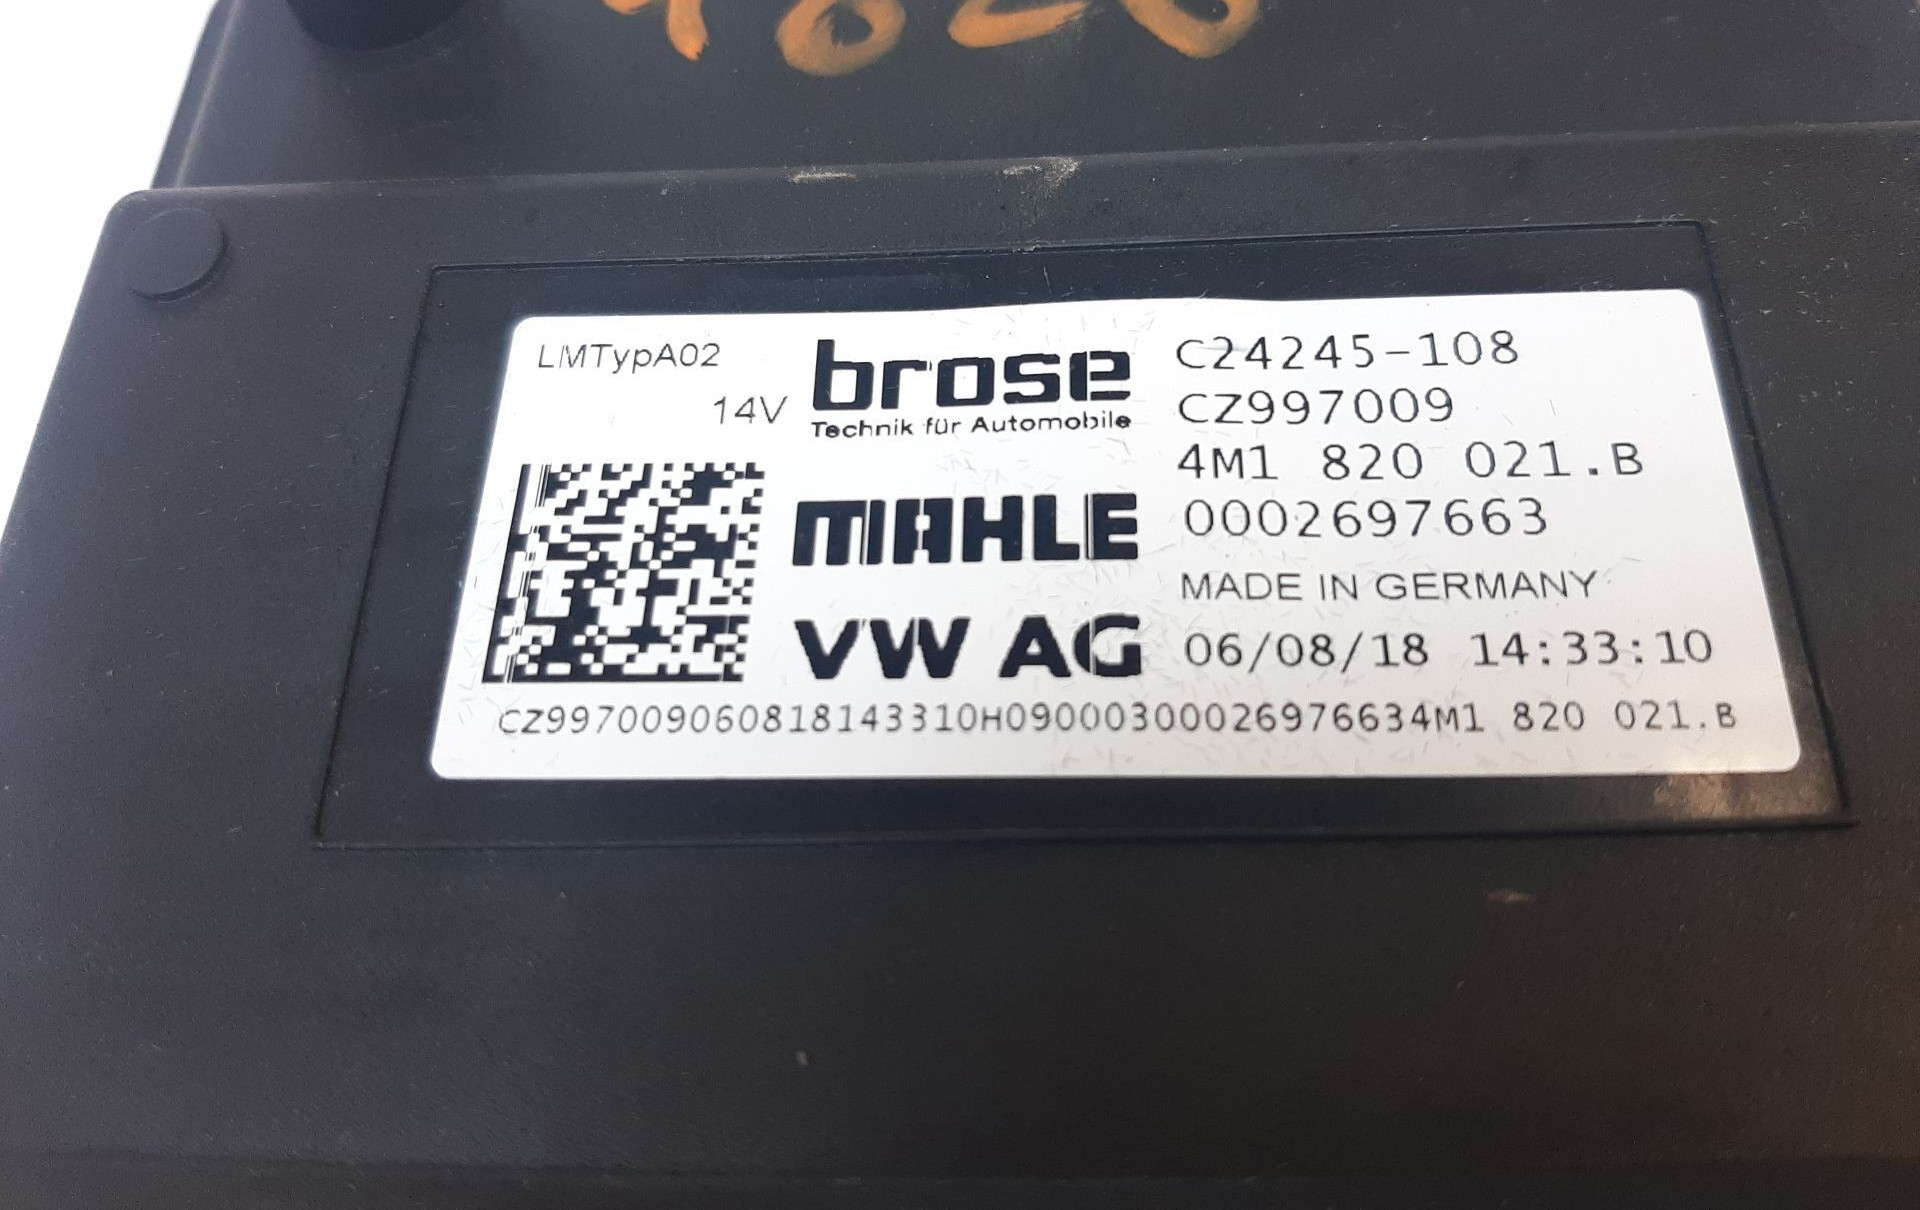 LMTypA02
14V
brose
Technik für Automobile
MAHLE
VW AG
C24245-108
CZ997009
4M1 820 021.B
0002697663
MADE IN GERMANY
06/08/18 14:33:10
CZ997009060818143310H09000300026976634M1 820 021.B